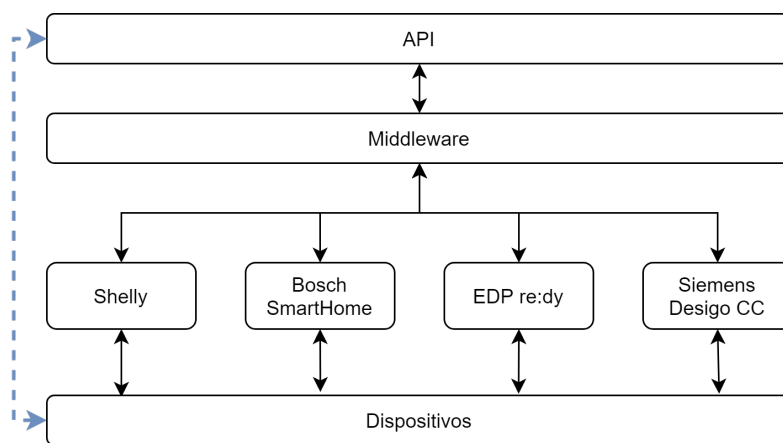 API
Middleware
Shelly
Bosch
SmartHome
EDP re:dy
Siemens
Desigo CC
Dispositivos